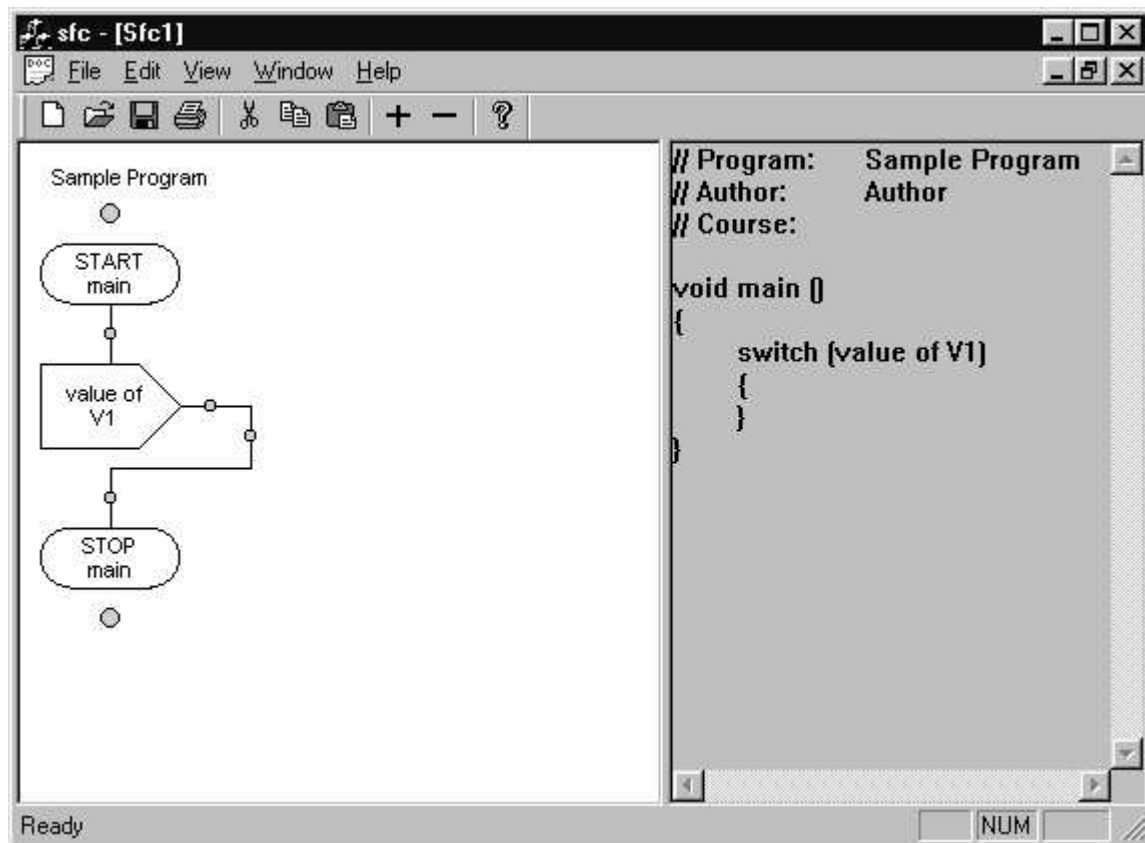 sfc - [Sfc1]
File Edit View Window Help
Sample Program
START
main
value of
V1
STOP
main
// Program: Sample Program
// Author: Author
// Course:
void main ()
{
switch (value of V1)
{
}
}
Ready
NUM